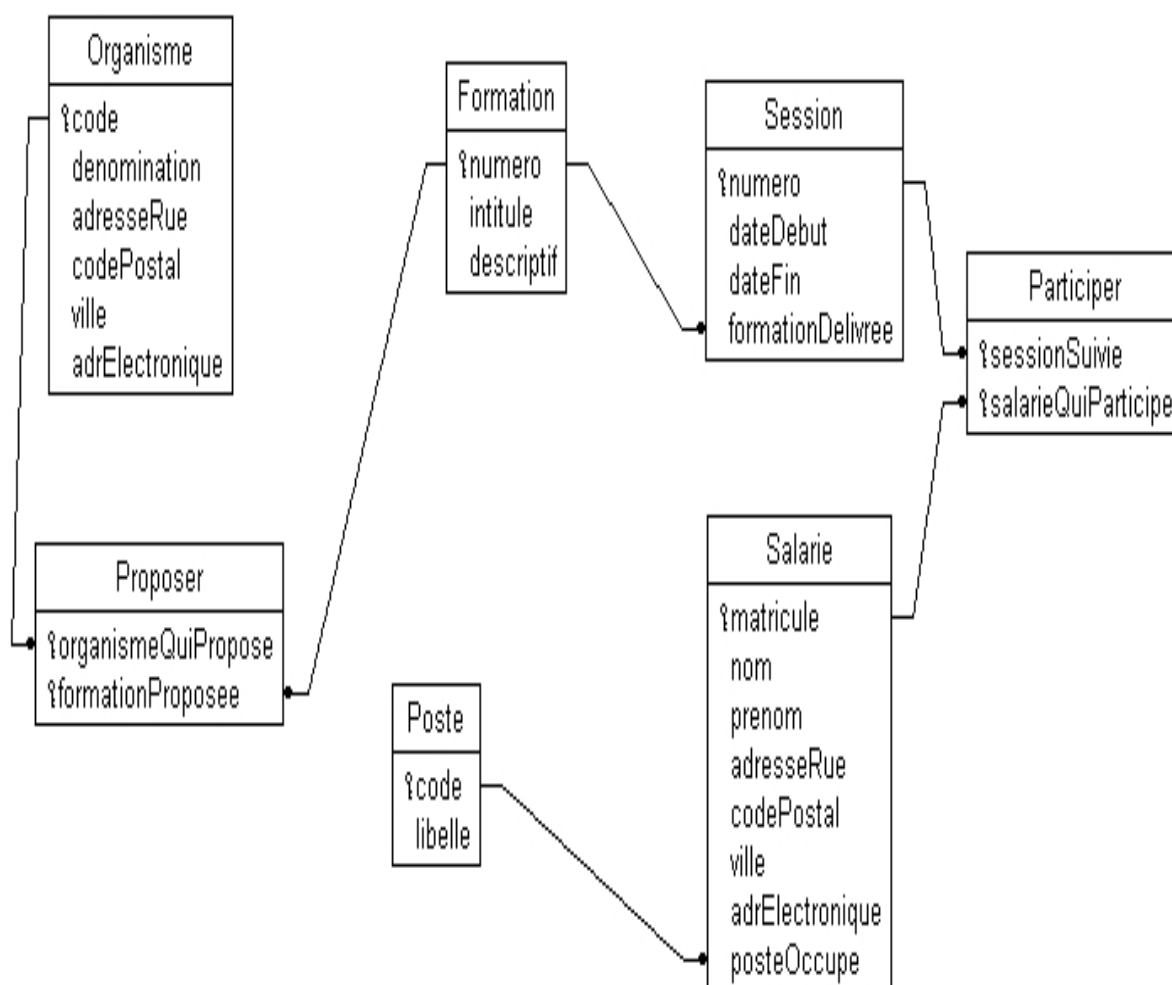 Organisme
code
denomination
adresseRue
codePostal
ville
adrElectronique
Formation
numero
intitule
descriptif
Session
numero
dateDebut
dateFin
formationDelivree
Participer
sessionSuivie
salarieQuiParticipe
Proposer
organismeQuiPropose
formationProposee
Poste
code
libelle
Salarie
matricule
nom
prenom
adresseRue
codePostal
ville
adrElectronique
posteOccupe